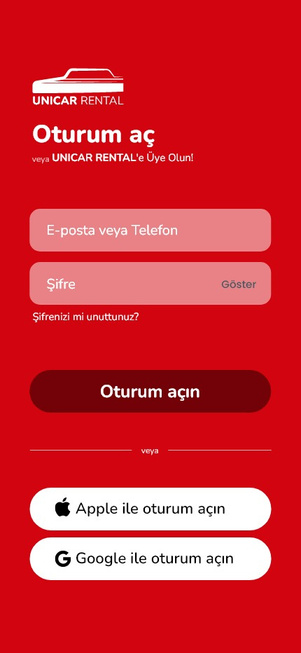 UNICAR RENTAL
Oturum aç
veya UNICAR RENTAL'e Üye Olun!
E-posta veya Telefon
Şifre
Göster
Şifrenizi mi unuttunuz?
Oturum açın
veya
Apple ile oturum açın
Google ile oturum açın